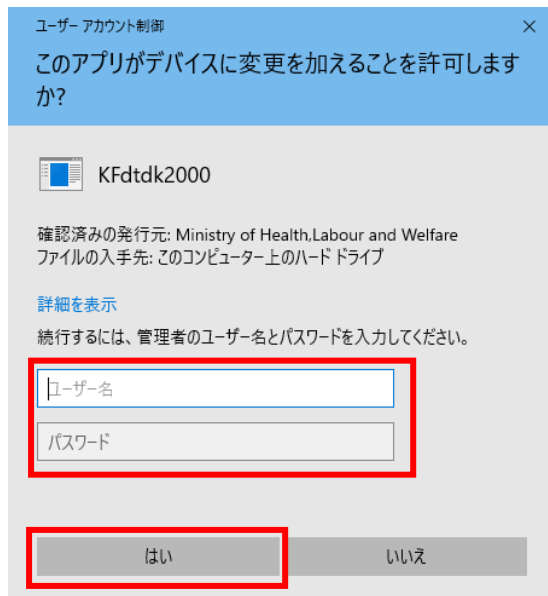 ユーザー アカウント制御
このアプリがデバイスに変更を加えることを許可します
か?
KFdtdk2000
確認済みの発行元: Ministry of Health,Labour and Welfare
ファイルの入手先: このコンピューター上のハード ドライブ
詳細を表示
続行するには、管理者のユーザー名とパスワードを入力してください。
ユーザー名
パスワード
はい
いいえ